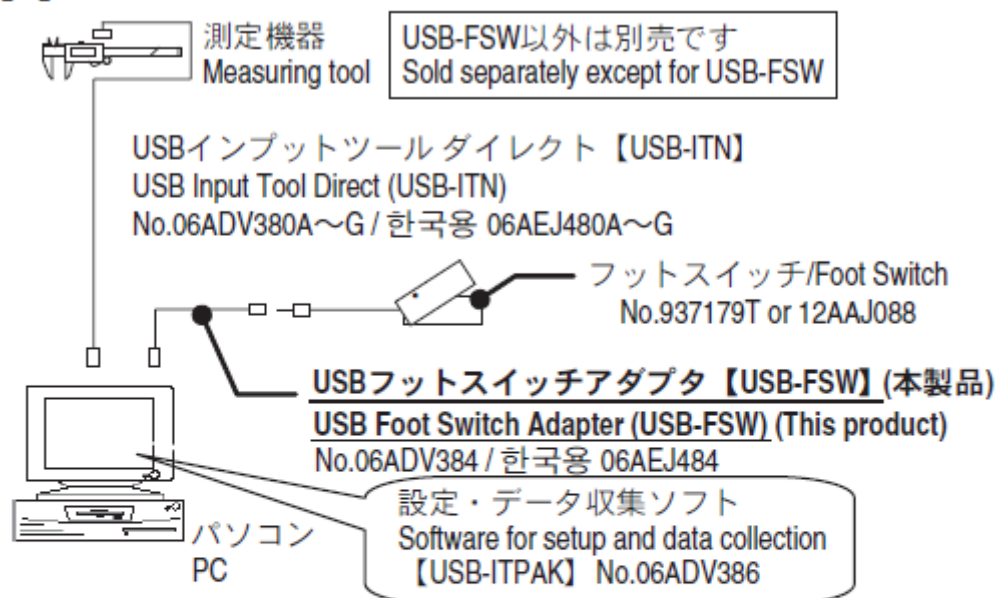 測定機器
Measuring tool
USB-FSW以外は別売です
Sold separately except for USB-FSW
USBインプットツール ダイレクト【USB-ITN】
USB Input Tool Direct (USB-ITN)
No.06ADV380A〜G / 한국용 06AEJ480A〜G
フットスイッチ/Foot Switch
No.937179T or 12AAJ088
USBフットスイッチアダプタ【USB-FSW】(本製品)
USB Foot Switch Adapter (USB-FSW) (This product)
No.06ADV384 / 한국용 06AEJ484
設定・データ収集ソフト
Software for setup and data collection
【USB-ITPAK】 No.06ADV386
パソコン
PC